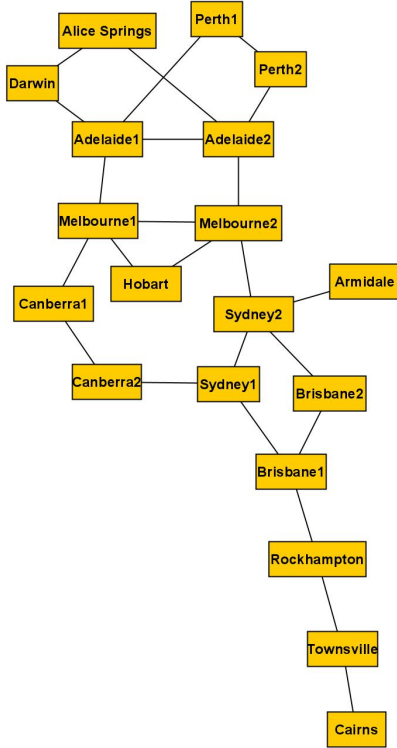 Perth1
Alice Springs
Perth2
Darwin
Adelaide1
Adelaide2
Melbourne1
Melbourne2
Hobart
Armidale
Canberra1
Sydney2
Canberra2
Sydney1
Brisbane2
Brisbane1
Rockhampton
Townsville
Cairns